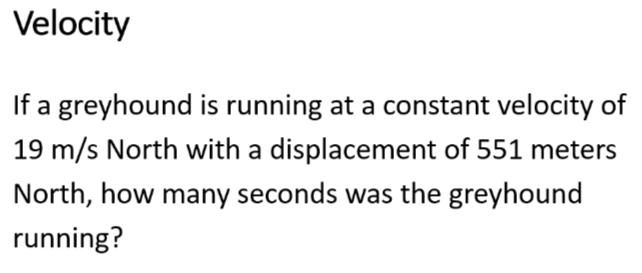 Velocity
If a greyhound is running at a constant velocity of
19 m/s North with a displacement of 551 meters
North, how many seconds was the greyhound
running?